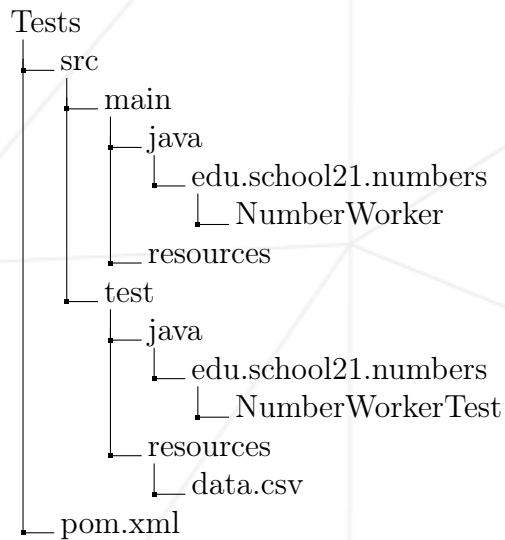 Tests
src
main
java
edu.school21.numbers
NumberWorker
resources
test
java
edu.school21.numbers
NumberWorkerTest
resources
data.csv
pom.xml